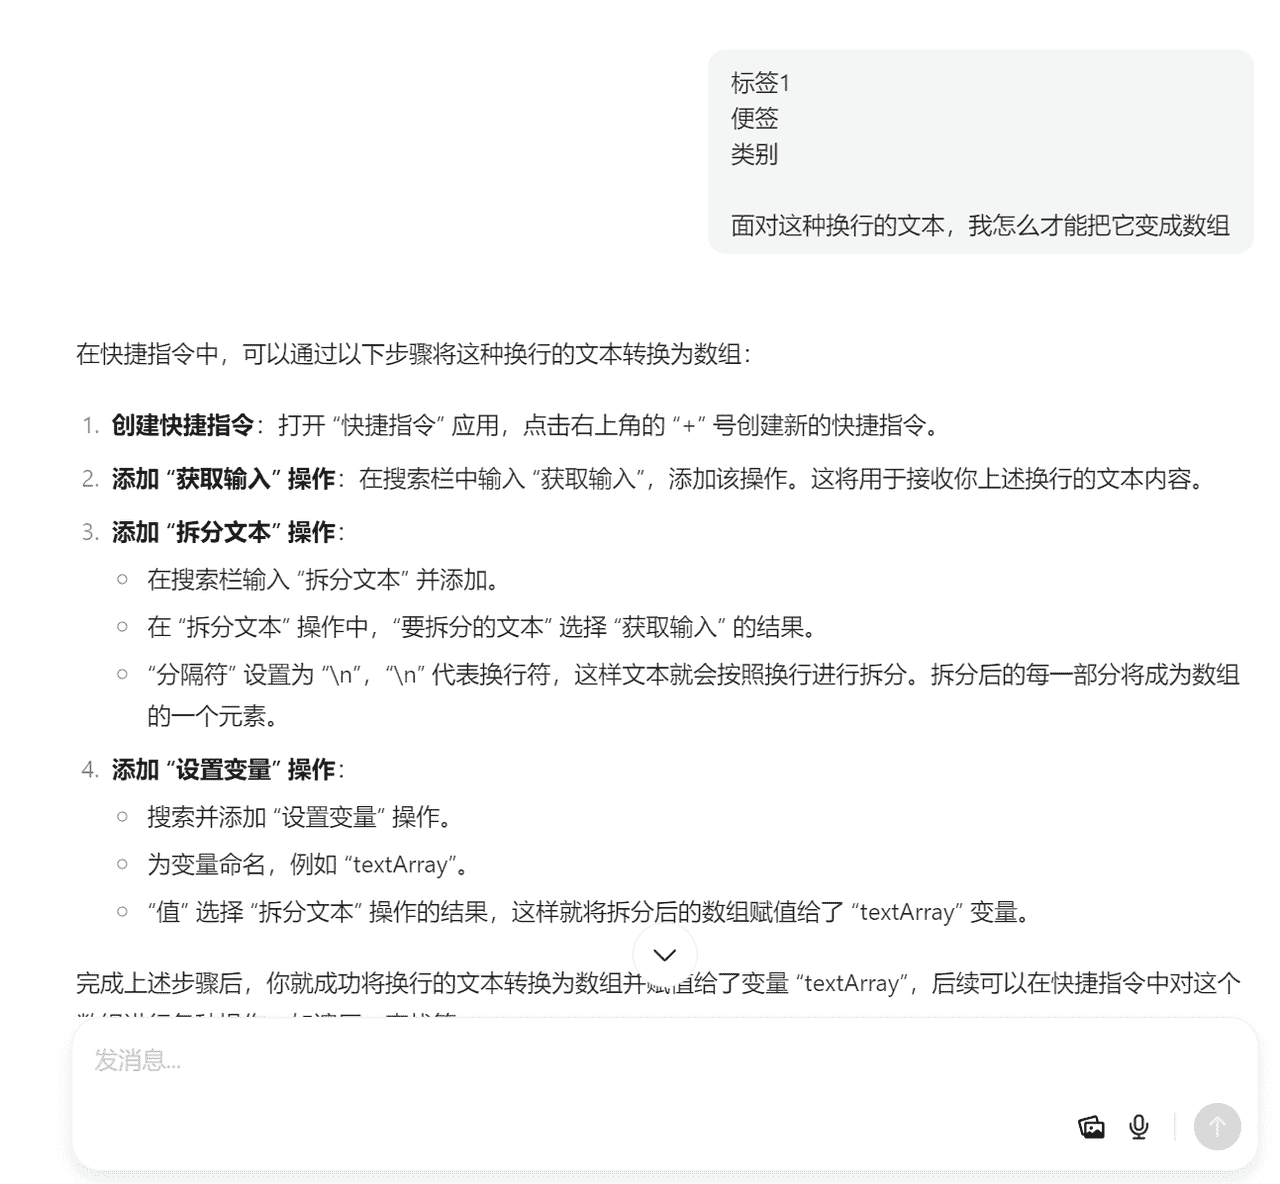 标签1
便签
类别
面对这种换行的文本，我怎么才能把它变成数组
在快捷指令中，可以通过以下步骤将这种换行的文本转换为数组：
1. 创建快捷指令：打开 “快捷指令” 应用，点击右上角的 “+” 号创建新的快捷指令。
2. 添加 “获取输入” 操作：在搜索栏中输入 “获取输入”，添加该操作。这将用于接收你上述换行的文本内容。
3. 添加 “拆分文本” 操作：
在搜索栏输入 “拆分文本” 并添加。
在 “拆分文本” 操作中，“要拆分的文本” 选择 “获取输入” 的结果。
“分隔符” 设置为 “\n”，“\n” 代表换行符，这样文本就会按照换行进行拆分。拆分后的每一部分将成为数组
的一个元素。
4. 添加 “设置变量” 操作：
搜索并添加 “设置变量” 操作。
为变量命名，例如 “textArray”。
“值” 选择 “拆分文本” 操作的结果，这样就将拆分后的数组赋值给了 “textArray” 变量。
完成上述步骤后，你就成功将换行的文本转换为数组并赋值给了变量 “textArray”，后续可以在快捷指令中对这个
发消息...